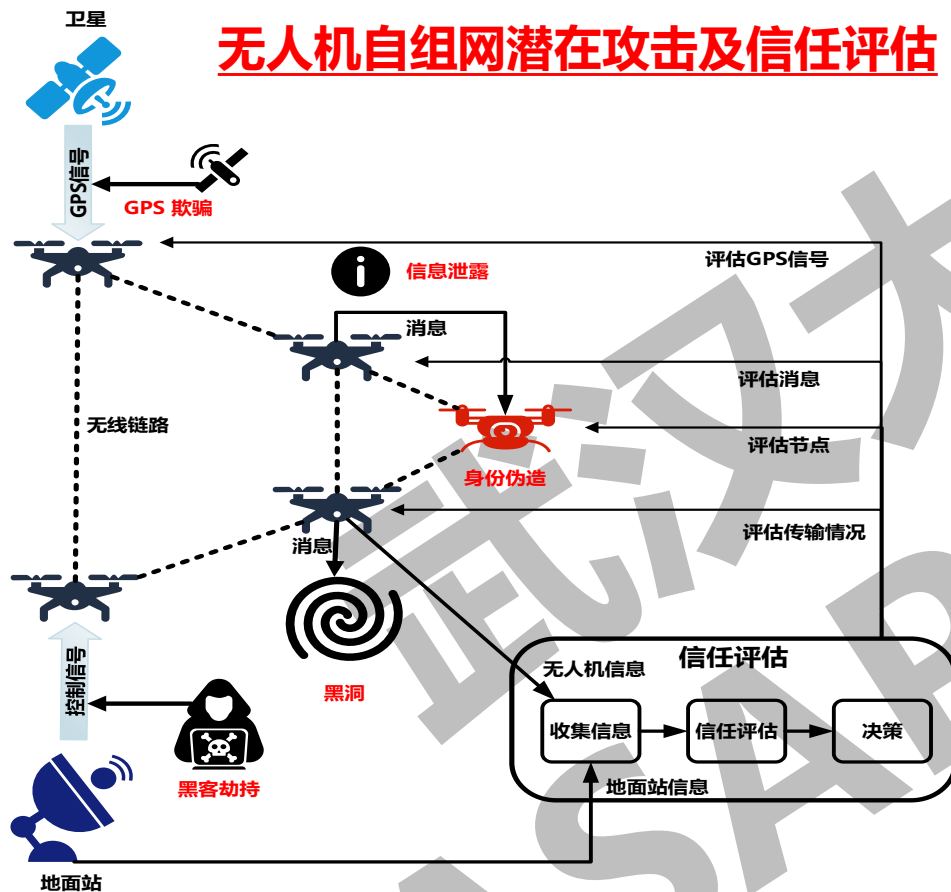 卫星
无人机自组网潜在攻击及信任评估
GPS信号
GPS 欺骗
评估GPS信号
信息泄露
消息
评估消息
无线链路
评估节点
身份伪造
评估传输情况
消息
信任评估
无人机信息
控制信号
黑洞
收集信息
信任评估
决策
黑客劫持
地面站信息
地面站
武汉大
ASAP